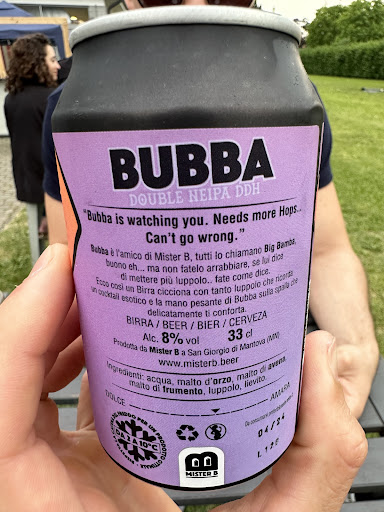 BUBBA
DOUBLE NEIPA DDH
"Bubba is watching you. Needs more Hops..
Can't go wrong."
Bubba è l'amico di Mister B, tutti lo chiamano Big Bamba,
buono eh... ma non fatelo arrabbiare, se lui dice
di mettere più luppolo.. fate come dice.
Ecco così un Birra cicciona con tanto luppolo che ricorda
un cocktail esotico e la mano pesante di Bubba sulla spalla che
delicatamente ti conforta.
BIRRA / BEER / BIER / CERVEZA
Alc. 8% vol 33 cl
Prodotta da Mister B a San Giorgio di Mantova (MN)
www.misterb.beer
Ingredienti: acqua, malto d'orzo, malto di avena,
malto di frumento, luppolo, lievito.
DOLCE AMARA
DA 2 A 10°C
04/24
L 12
B
MISTER B